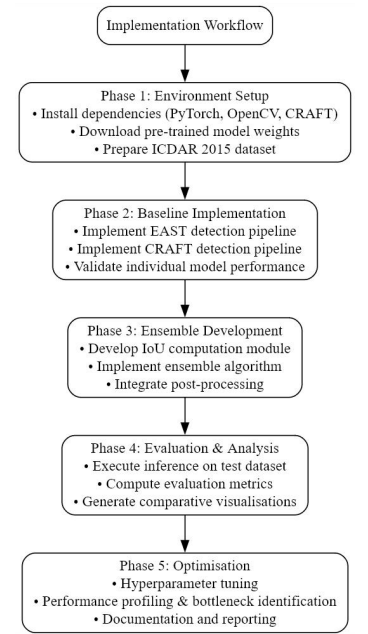 Implementation Workflow
Phase 1: Environment Setup
• Install dependencies (PyTorch, OpenCV, CRAFT)
• Download pre-trained model weights
• Prepare ICDAR 2015 dataset
Phase 2: Baseline Implementation
• Implement EAST detection pipeline
• Implement CRAFT detection pipeline
• Validate individual model performance
Phase 3: Ensemble Development
• Develop IoU computation module
• Implement ensemble algorithm
• Integrate post-processing
Phase 4: Evaluation & Analysis
• Execute inference on test dataset
• Compute evaluation metrics
• Generate comparative visualisations
Phase 5: Optimisation
• Hyperparameter tuning
• Performance profiling & bottleneck identification
• Documentation and reporting